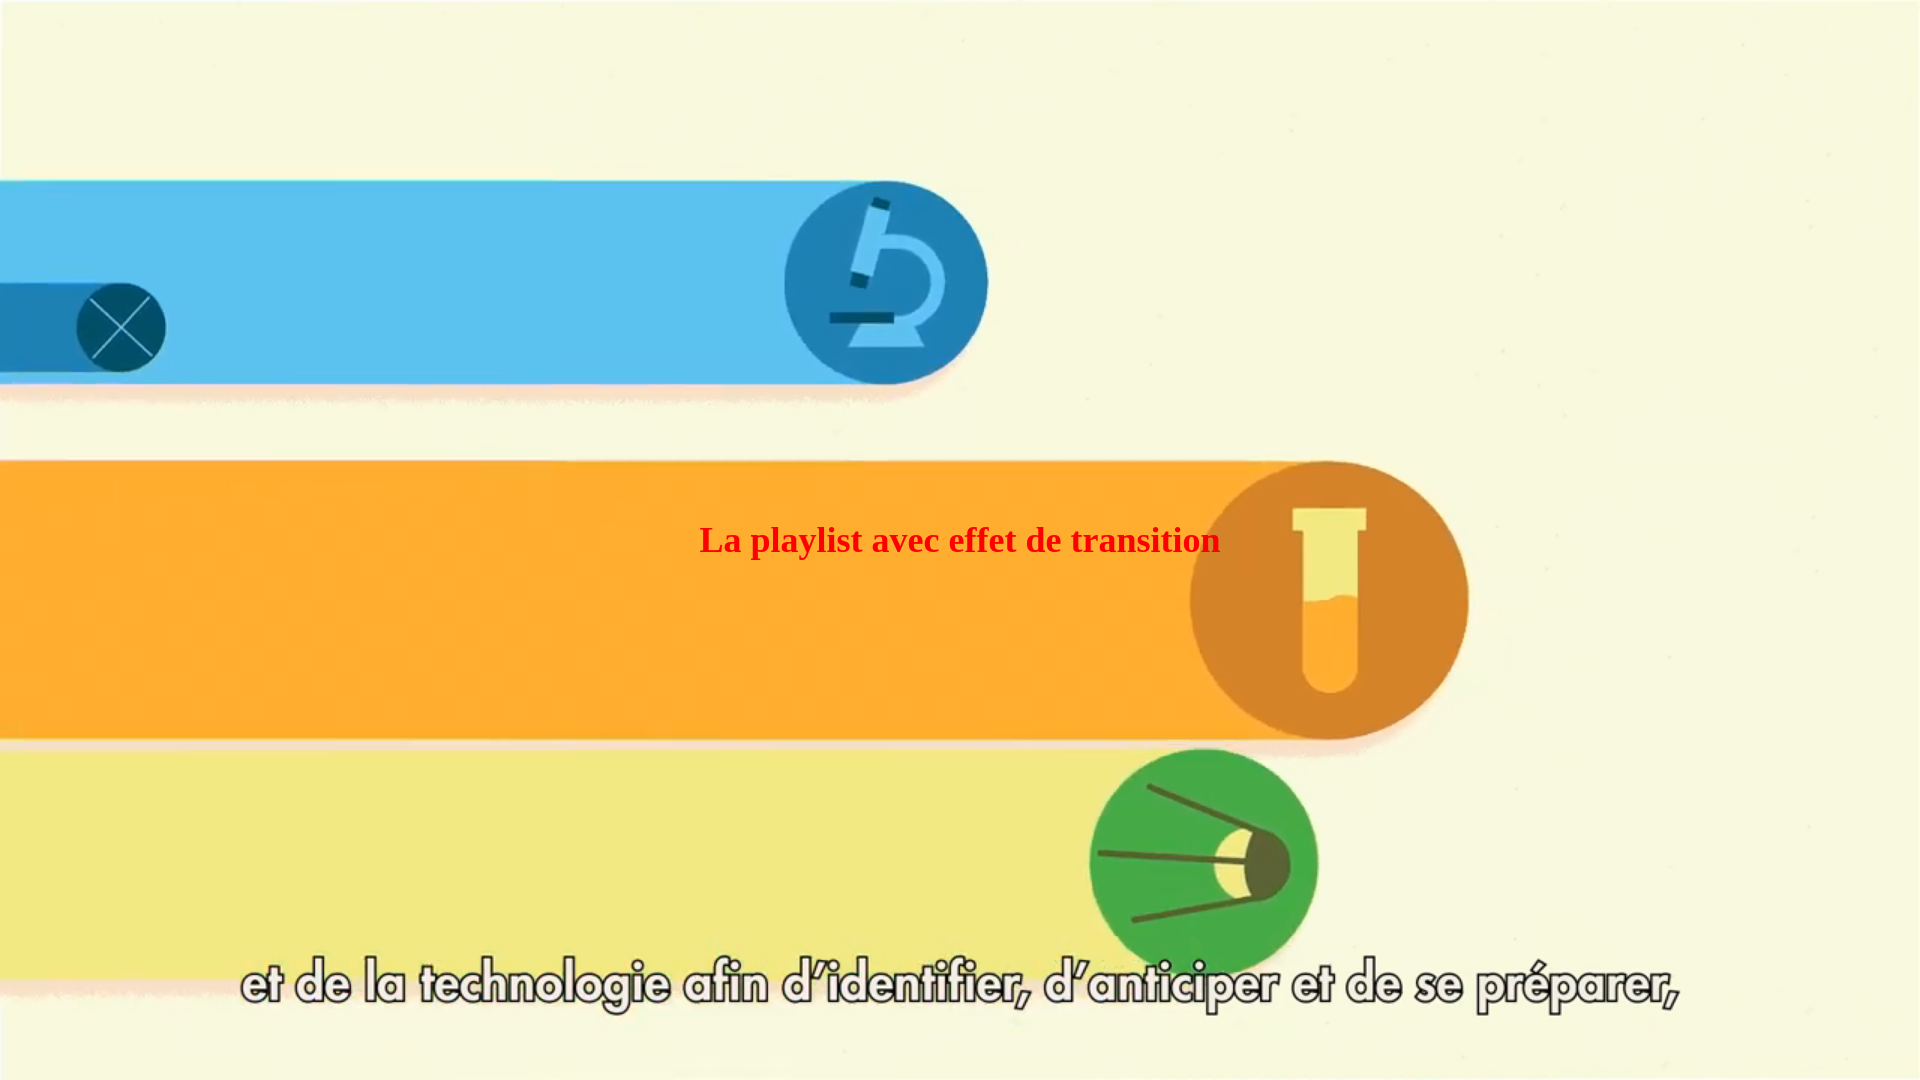 La playlist avec effet de transition
et de la technologie afin d’identifier, d’anticiper et de se préparer,